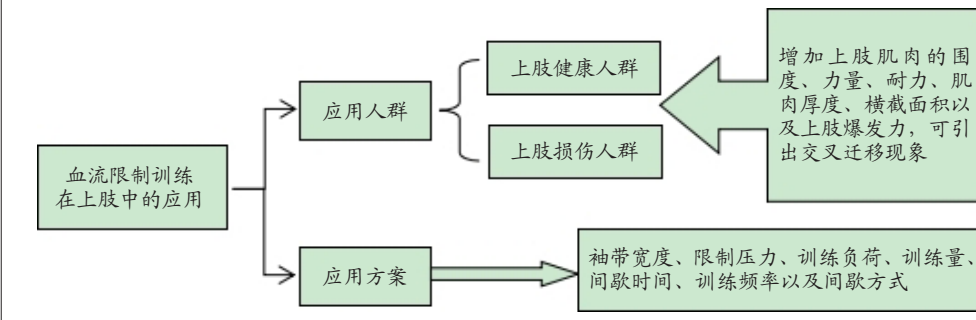 血流限制训练
在上肢中的应用
应用人群
上肢健康人群
上肢损伤人群
增加上肢肌肉的围
度、力量、耐力、肌
肉厚度、横截面积以
及上肢爆发力，可引
出交叉迁移现象
应用方案
袖带宽度、限制压力、训练负荷、训练量、
间歇时间、训练频率以及间歇方式